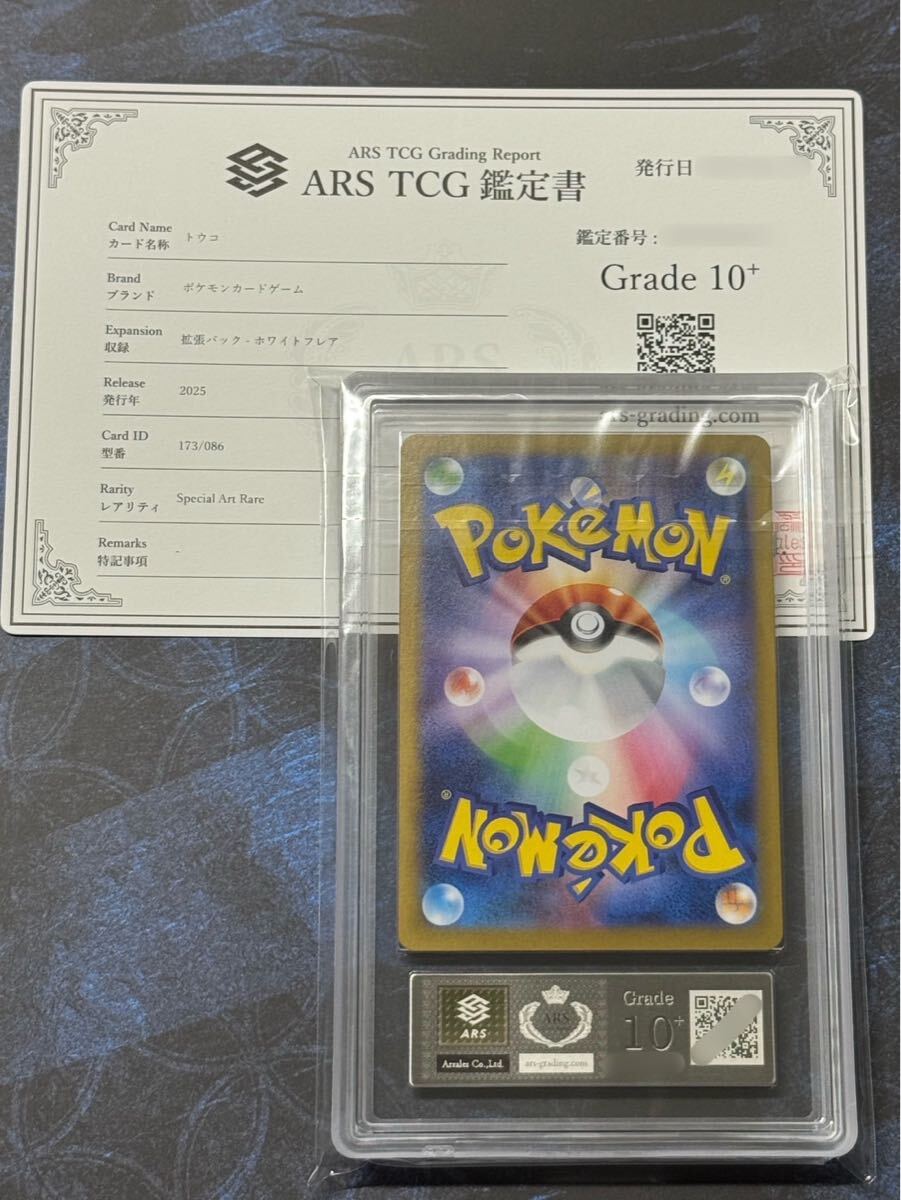 ARS TCG Grading Report
ARS TCG 鑑定書
発行日
Card Name
カード名称
トウコ
鑑定番号 :
Grade 10+
Brand
ブランド
ポケモンカードゲーム
Expansion
収録
拡張パック - ホワイトフレア
Release
発行年
2025
ars-grading.com
Card ID
型番
173/086
Rarity
レアリティ
Special Art Rare
Remarks
特記事項
-
ARS
POKéMON
®
®
POKéMON
ARS
Arsales Co.,Ltd.
ARS
ars-grading.com
Grade
10+